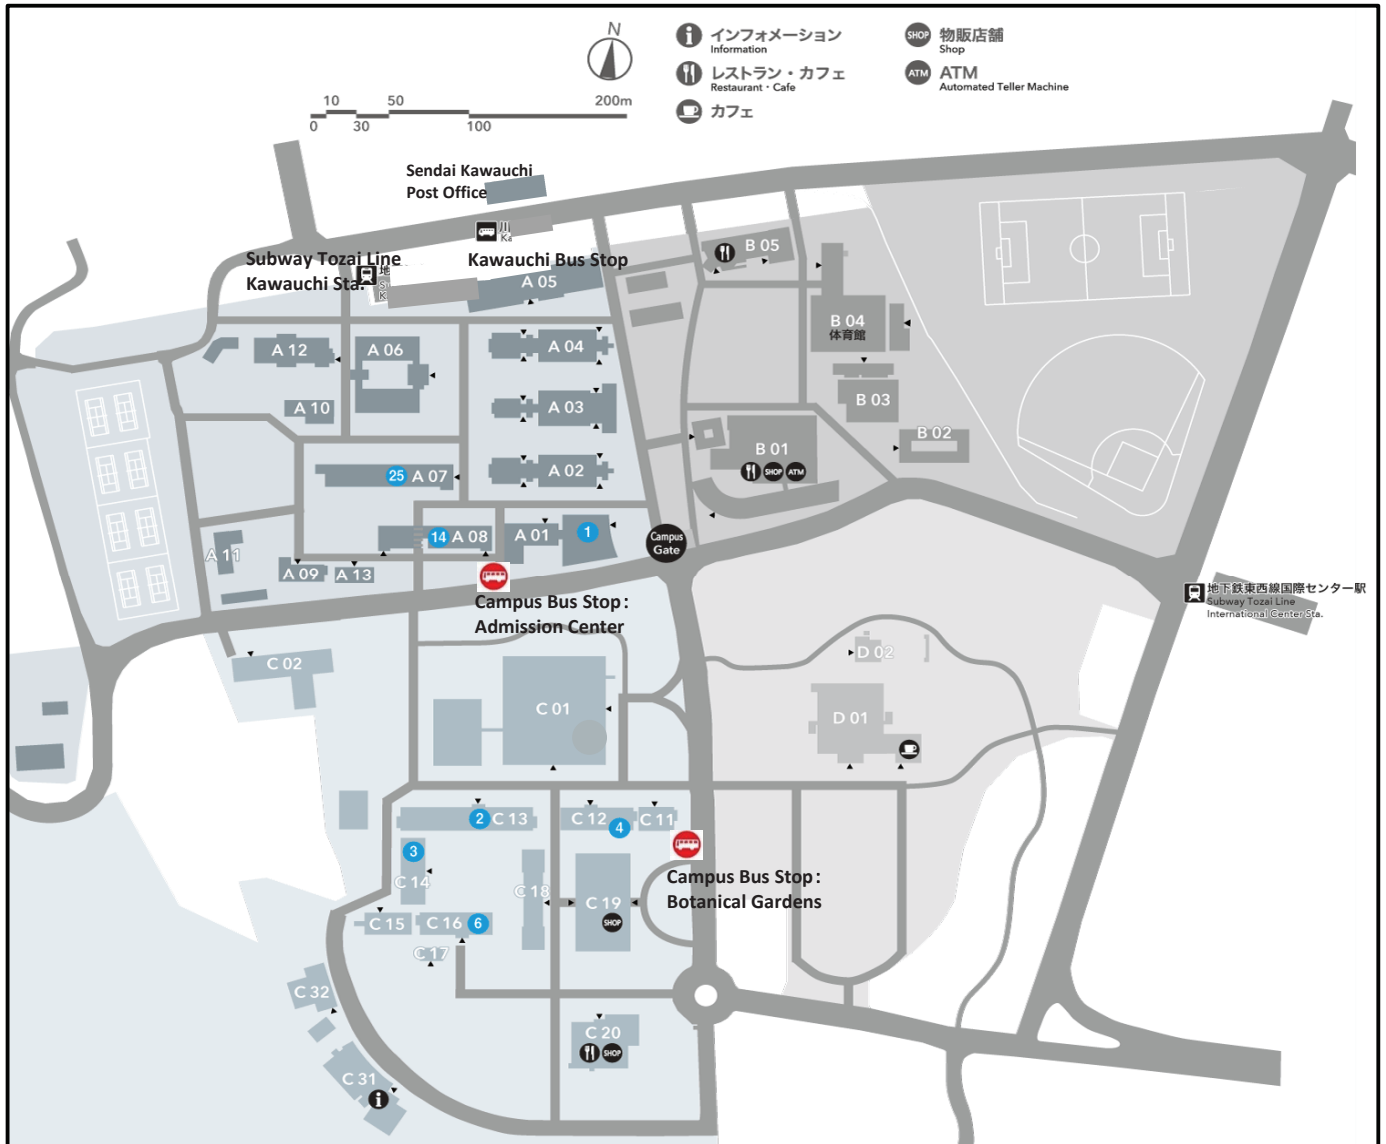 N
10
50
200m
0
30
100
i
インフォメーション
Information
レストラン・カフェ
Restaurant・Cafe
カフェ
SHOP
物販店舗
Shop
ATM
ATM
Automated Teller Machine
Sendai Kawauchi
Post Office
川
Ka
Kawauchi Bus Stop
Subway Tozai Line
Kawauchi Sta.
地
S
K
A 05
B 05
B 04
体育館
A 12
A 06
A 04
A 10
A 03
B 03
B 02
B 01
SHOP
ATM
A 02
25
A 07
14
A 08
A 01
1
Campus
Gate
A 11
A 09
A 13
Campus Bus Stop:
Admission Center
地下鉄東西線国際センター駅
Subway Tozai Line
International Center Sta.
C 02
D 02
C 01
D 01
2
C 13
C 12
4
C 11
3
C 14
C 18
C 19
SHOP
Campus Bus Stop:
Botanical Gardens
C 15
C 16
6
C 17
C 32
C 20
SHOP
C 31
i